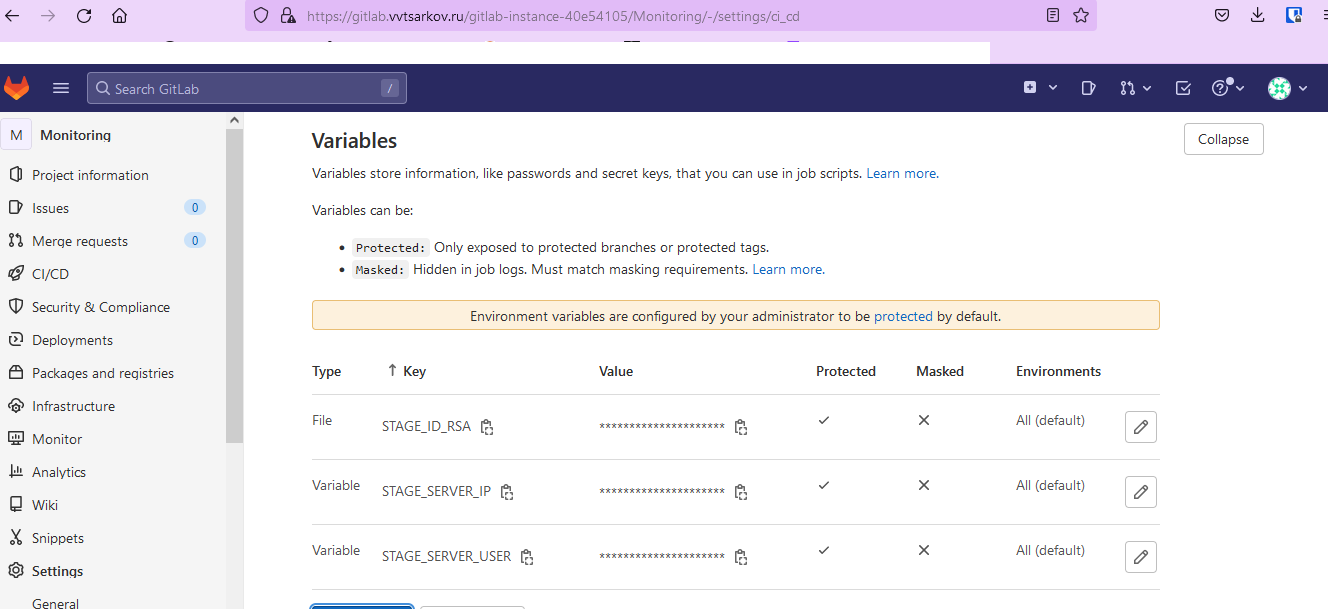 https://gitlab.vvtsarkov.ru/gitlab-instance-40e54105/Monitoring/-/settings/ci_cd
Search GitLab /
M Monitoring
Project information
Issues 0
Merge requests 0
CI/CD
Security & Compliance
Deployments
Packages and registries
Infrastructure
Monitor
Analytics
Wiki
Snippets
Settings
General
Variables
Collapse
Variables store information, like passwords and secret keys, that you can use in job scripts. Learn more.
Variables can be:
• Protected: Only exposed to protected branches or protected tags.
• Masked: Hidden in job logs. Must match masking requirements. Learn more.
Environment variables are configured by your administrator to be protected by default.
Type ↑ Key Value Protected Masked Environments
File STAGE_ID_RSA ********************* ✓ ✕ All (default)
Variable STAGE_SERVER_IP ********************* ✓ ✕ All (default)
Variable STAGE_SERVER_USER ********************* ✓ ✕ All (default)